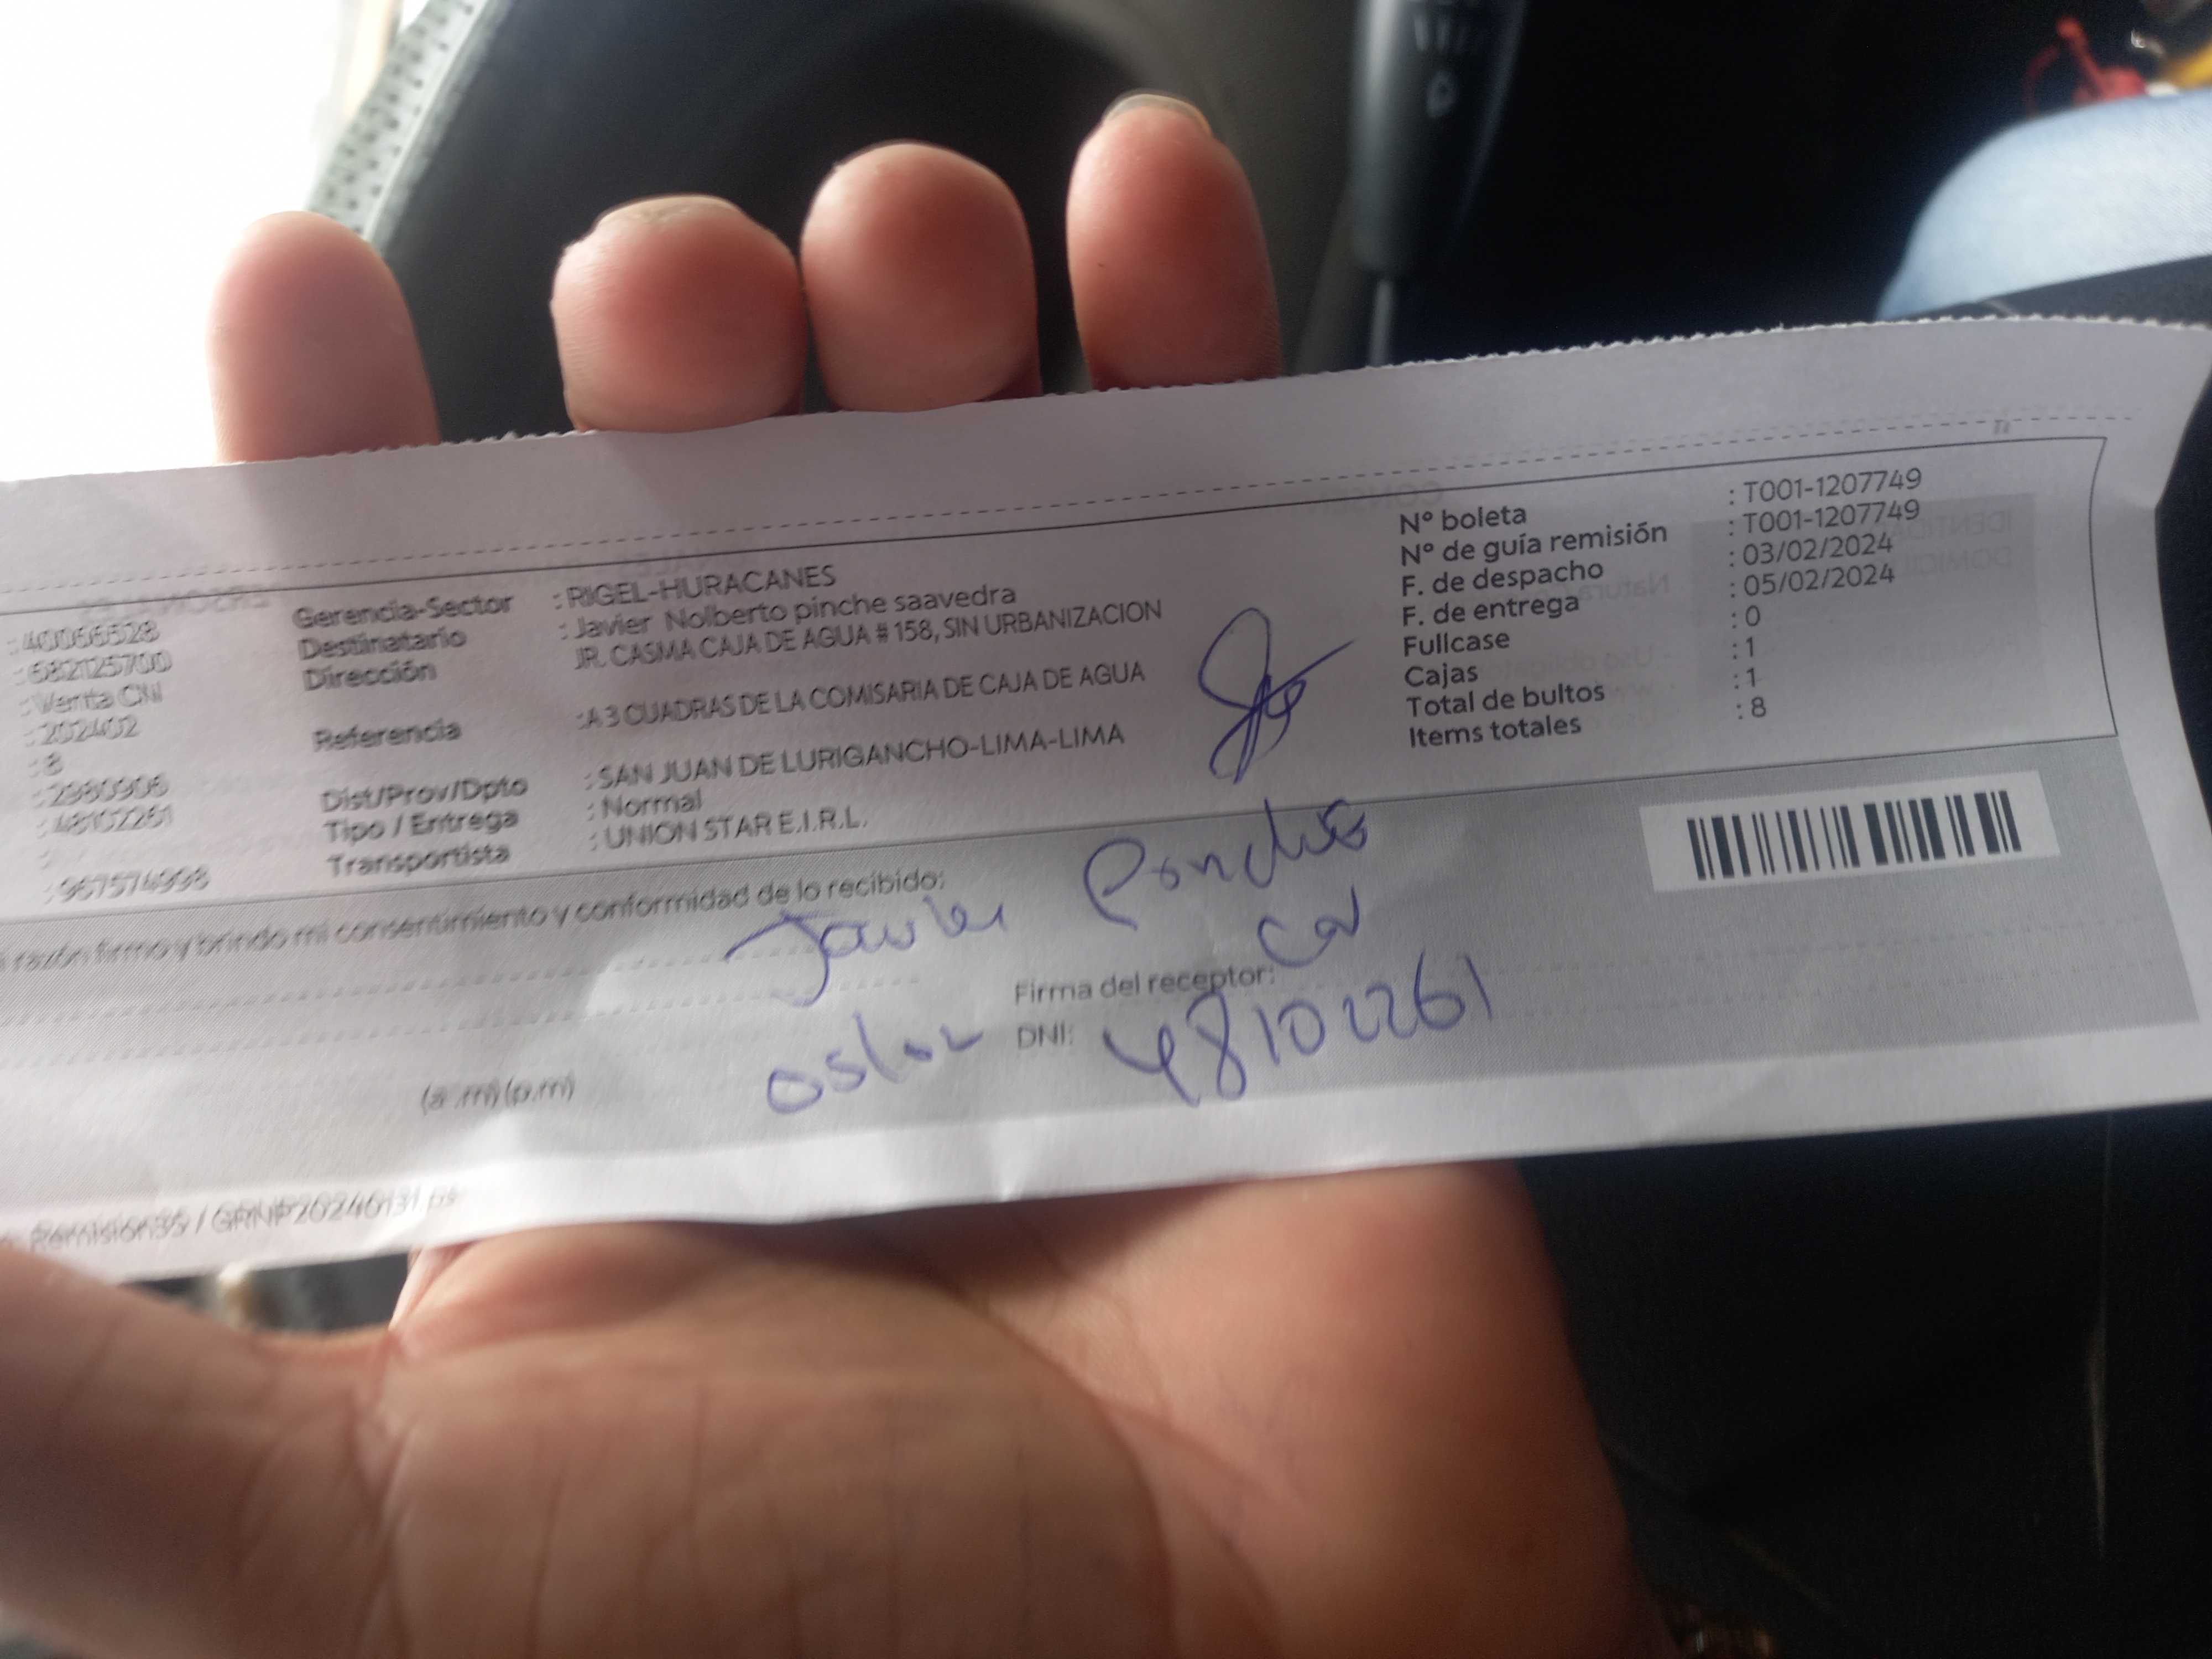 : 40066528
: 682125700
: Venta CN
: 202402
: 8
: 2980906
: 48102261
:
: 967574998
Gerencia-Sector : RIGEL-HURACANES
Destinatario : Javier Nolberto pinche saavedra
Dirección JR. CASMA CAJA DE AGUA # 158, SIN URBANIZACION
Referencia : A 3 CUADRAS DE LA COMISARIA DE CAJA DE AGUA
Dist/Prov/Dpto : SAN JUAN DE LURIGANCHO-LIMA-LIMA
Tipo / Entrega : Normal
Transportista : UNION STAR E.I.R.L.
Nº boleta : T001-1207749
Nº de guía remisión : T001-1207749
F. de despacho : 03/02/2024
F. de entrega : 05/02/2024
Fullcase : 0
Cajas : 1
Total de bultos : 1
Items totales : 8
razón firmo y brindo mi consentimiento y conformidad de lo recibido:
Javier
Firma del receptor:
(a .m) (p.m)
DNI: 48102261
Remision35 / GRNP20240131